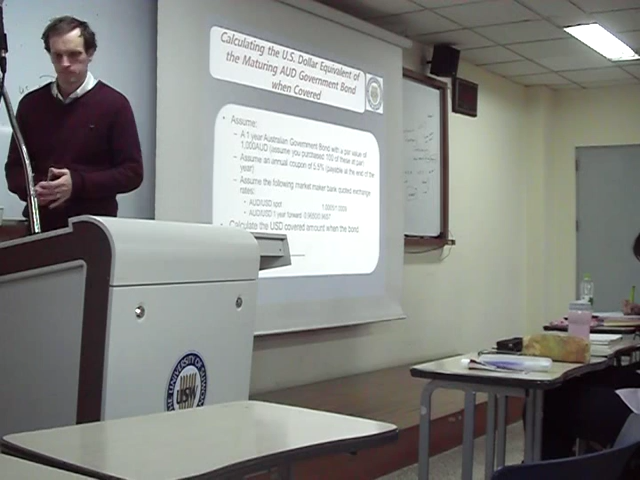 Calculating the U.S. Dollar Equivalent of
the Maturing AUD Government Bond
when Covered
• Assume:
– A 1 year Australian Government Bond with a par value of
1,000AUD (assume you purchased 100 of these at par)
– Assume an annual coupon of 5.5% (payable at the end of the
year)
– Assume the following market maker bank quoted exchange
rates:
• AUD/USD spot
• AUD/USD 1 year forward
• Calculate the USD covered amount when the bond
UNIVERSITY OF
USW